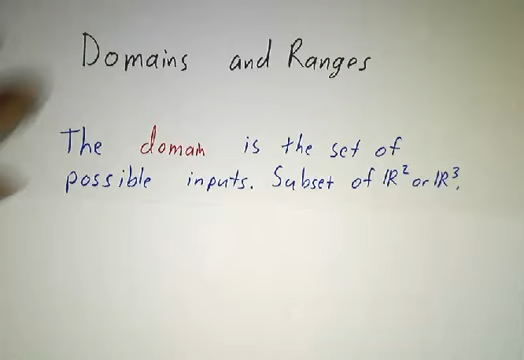 Domains and Ranges
The domain is the set of
possible inputs. Subset of ℝ² or ℝ³.